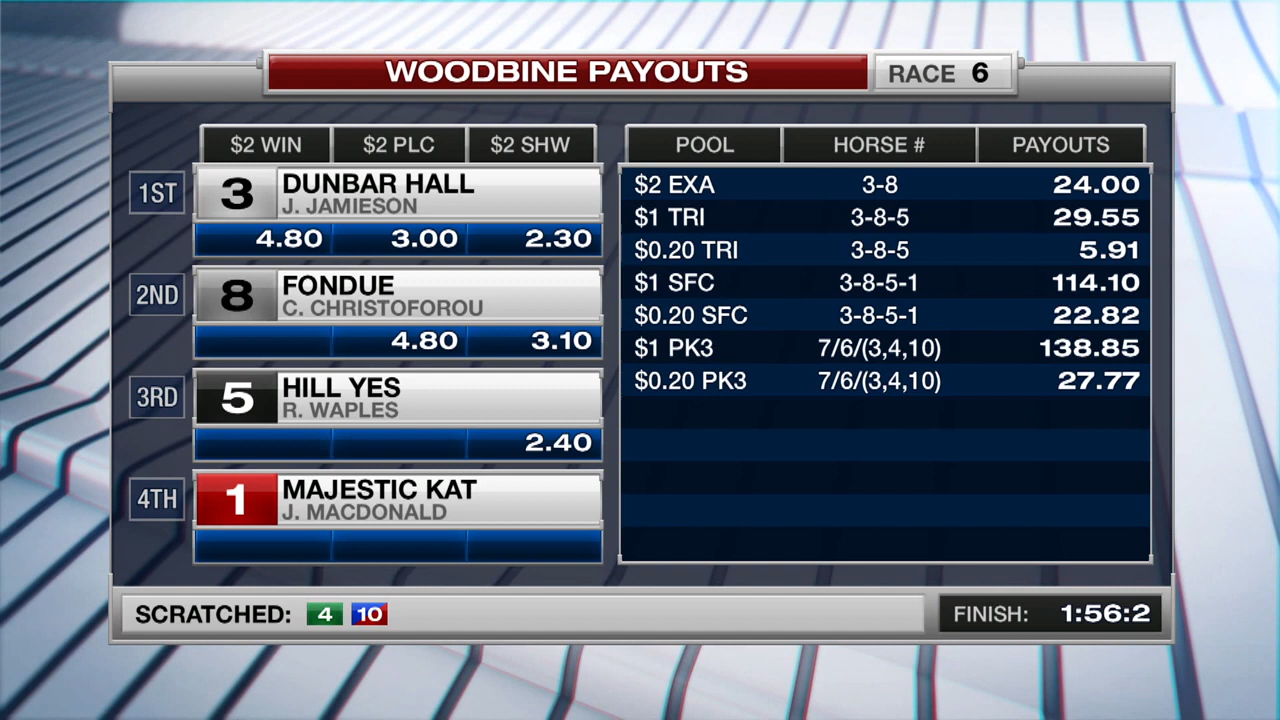 WOODBINE PAYOUTS RACE 6
$2 WIN $2 PLC $2 SHW
1ST 3 DUNBAR HALL
J. JAMIESON
4.80 3.00 2.30
2ND 8 FONDUE
C. CHRISTOFOROU
4.80 3.10
3RD 5 HILL YES
R. WAPLES
2.40
4TH 1 MAJESTIC KAT
J. MACDONALD
POOL HORSE # PAYOUTS
$2 EXA 3-8 24.00
$1 TRI 3-8-5 29.55
$0.20 TRI 3-8-5 5.91
$1 SFC 3-8-5-1 114.10
$0.20 SFC 3-8-5-1 22.82
$1 PK3 7/6/(3,4,10) 138.85
$0.20 PK3 7/6/(3,4,10) 27.77
SCRATCHED: 4 10
FINISH: 1:56:2